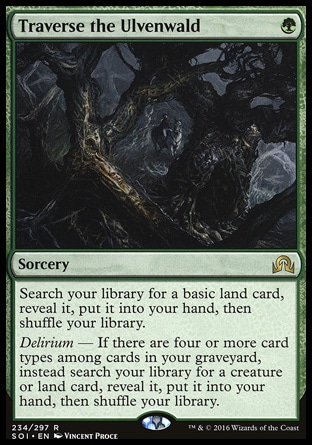 Traverse the Ulvenwald
Sorcery
Search your library for a basic land card,
reveal it, put it into your hand, then
shuffle your library.
Delirium — If there are four or more card
types among cards in your graveyard,
instead search your library for a creature
or land card, reveal it, put it into your
hand, then shuffle your library.
234/297 R
SOI • EN Vincent Proce
™ & © 2016 Wizards of the Coast